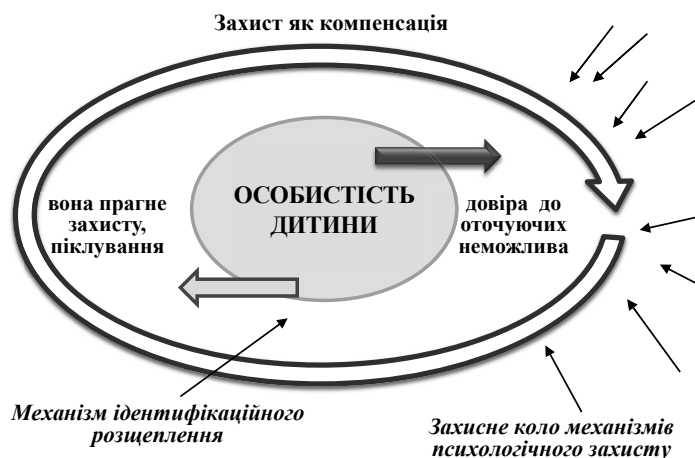 Захист як компенсація
вона прагне
захисту,
піклування
ОСОБИСТІСТЬ
ДИТИНИ
довіра до
оточуючих
неможлива
Механізм ідентифікаційного
розщеплення
Захисне коло механізмів
психологічного захисту